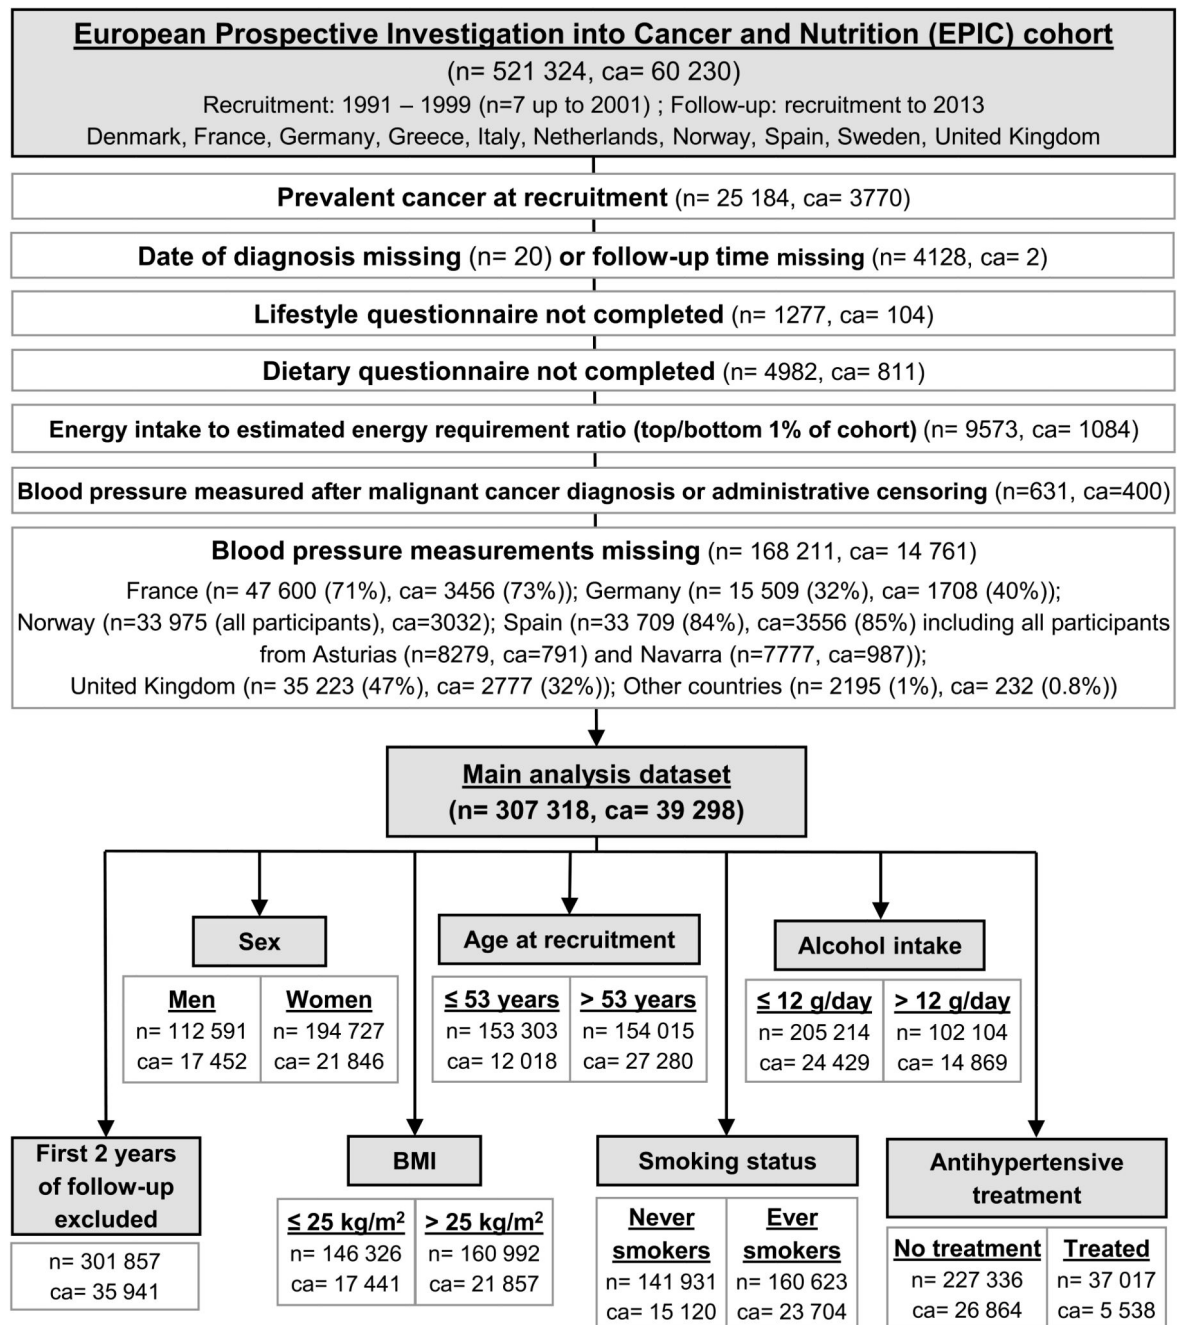 European Prospective Investigation into Cancer and Nutrition (EPIC) cohort
(n= 521 324, ca= 60 230)
Recruitment: 1991 – 1999 (n=7 up to 2001) ; Follow-up: recruitment to 2013
Denmark, France, Germany, Greece, Italy, Netherlands, Norway, Spain, Sweden, United Kingdom
Prevalent cancer at recruitment (n= 25 184, ca= 3770)
Date of diagnosis missing (n= 20) or follow-up time missing (n= 4128, ca= 2)
Lifestyle questionnaire not completed (n= 1277, ca= 104)
Dietary questionnaire not completed (n= 4982, ca= 811)
Energy intake to estimated energy requirement ratio (top/bottom 1% of cohort) (n= 9573, ca= 1084)
Blood pressure measured after malignant cancer diagnosis or administrative censoring (n=631, ca=400)
Blood pressure measurements missing (n= 168 211, ca= 14 761)
France (n= 47 600 (71%), ca= 3456 (73%)); Germany (n= 15 509 (32%), ca= 1708 (40%));
Norway (n=33 975 (all participants), ca=3032); Spain (n=33 709 (84%), ca=3556 (85%) including all participants
from Asturias (n=8279, ca=791) and Navarra (n=7777, ca=987));
United Kingdom (n= 35 223 (47%), ca= 2777 (32%)); Other countries (n= 2195 (1%), ca= 232 (0.8%))
Main analysis dataset
(n= 307 318, ca= 39 298)
Sex
Men Women
n= 112 591 n= 194 727
ca= 17 452 ca= 21 846
Age at recruitment
≤ 53 years > 53 years
n= 153 303 n= 154 015
ca= 12 018 ca= 27 280
Alcohol intake
≤ 12 g/day > 12 g/day
n= 205 214 n= 102 104
ca= 24 429 ca= 14 869
First 2 years
of follow-up
excluded
n= 301 857
ca= 35 941
BMI
≤ 25 kg/m² > 25 kg/m²
n= 146 326 n= 160 992
ca= 17 441 ca= 21 857
Smoking status
Never Ever
smokers smokers
n= 141 931 n= 160 623
ca= 15 120 ca= 23 704
Antihypertensive
treatment
No treatment Treated
n= 227 336 n= 37 017
ca= 26 864 ca= 5 538